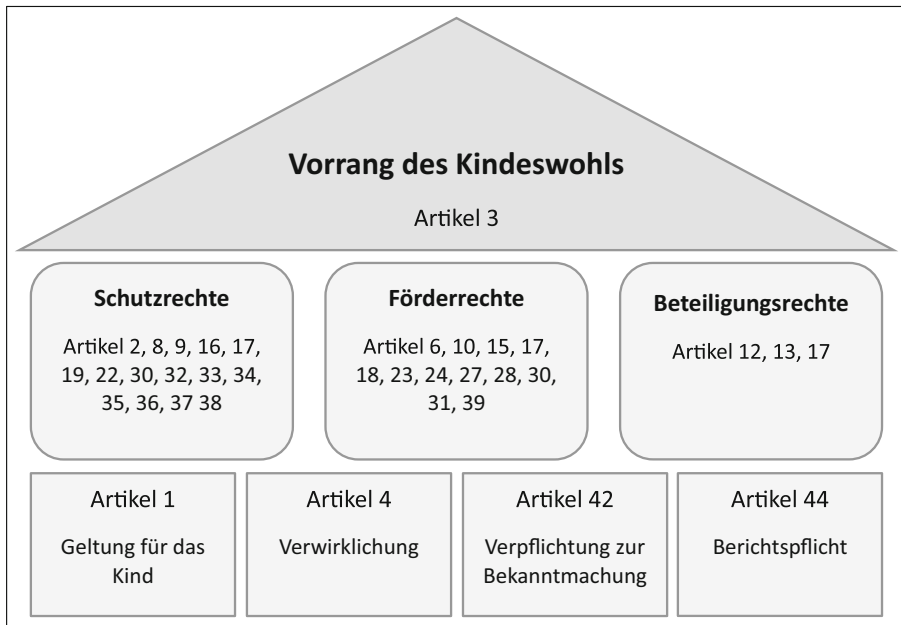 Vorrang des Kindeswohls
Artikel 3
Schutzrechte
Artikel 2, 8, 9, 16, 17,
19, 22, 30, 32, 33, 34,
35, 36, 37 38
Förderrechte
Artikel 6, 10, 15, 17,
18, 23, 24, 27, 28, 30,
31, 39
Beteiligungsrechte
Artikel 12, 13, 17
Artikel 1
Geltung für das
Kind
Artikel 4
Verwirklichung
Artikel 42
Verpflichtung zur
Bekanntmachung
Artikel 44
Berichtspflicht